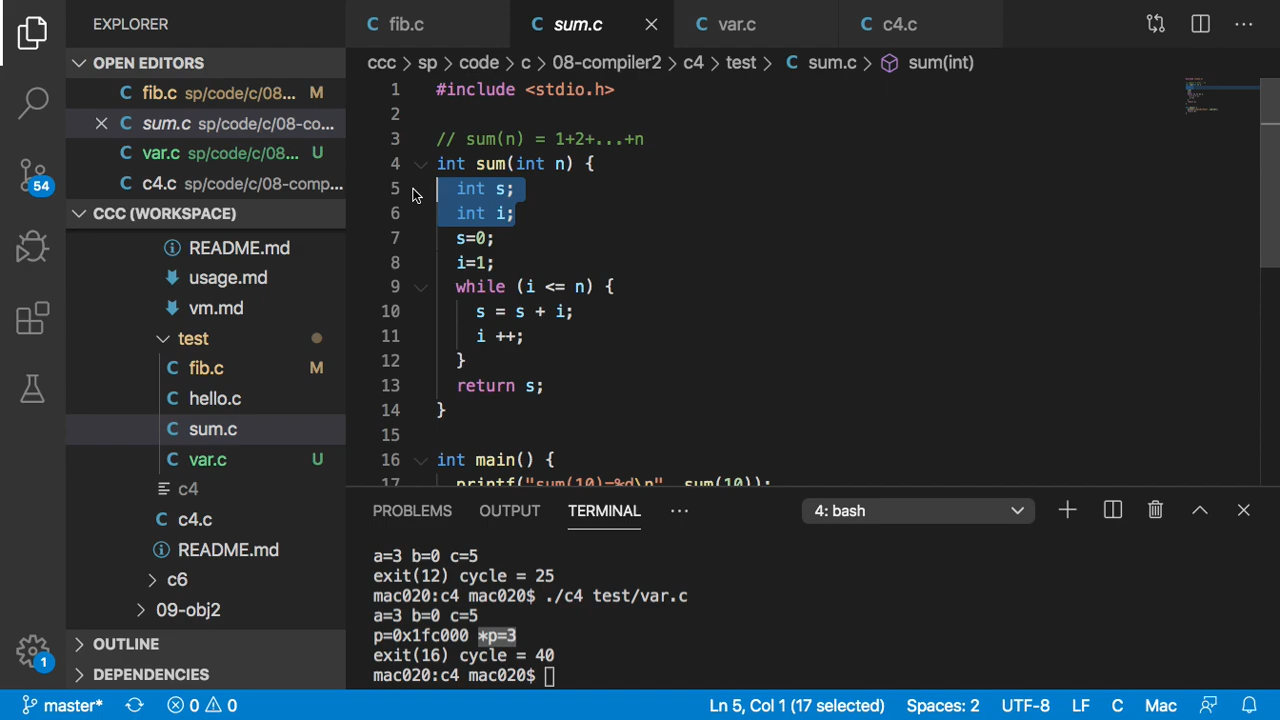 EXPLORER
OPEN EDITORS
fib.c sp/code/c/08... M
sum.c sp/code/c/08-co...
var.c sp/code/c/08... U
c4.c sp/code/c/08-comp...
CCC (WORKSPACE)
README.md
usage.md
vm.md
test
fib.c M
hello.c
sum.c
var.c U
c4
c4.c
README.md
c6
09-obj2
OUTLINE
DEPENDENCIES
54
1
fib.c sum.c var.c c4.c
ccc > sp > code > c > 08-compiler2 > c4 > test > C sum.c > sum(int)
1 #include <stdio.h>
2
3 // sum(n) = 1+2+...+n
4 int sum(int n) {
5 int s;
6 int i;
7 s=0;
8 i=1;
9 while (i <= n) {
10 s = s + i;
11 i ++;
12 }
13 return s;
14 }
15
16 int main() {
17 printf("sum(10)=%d\n", sum(10));
PROBLEMS OUTPUT TERMINAL ... 4: bash
a=3 b=0 c=5
exit(12) cycle = 25
mac020:c4 mac020$ ./c4 test/var.c
a=3 b=0 c=5
p=0x1fc000 *p=3
exit(16) cycle = 40
mac020:c4 mac020$
master* 0 0 Ln 5, Col 1 (17 selected) Spaces: 2 UTF-8 LF C Mac